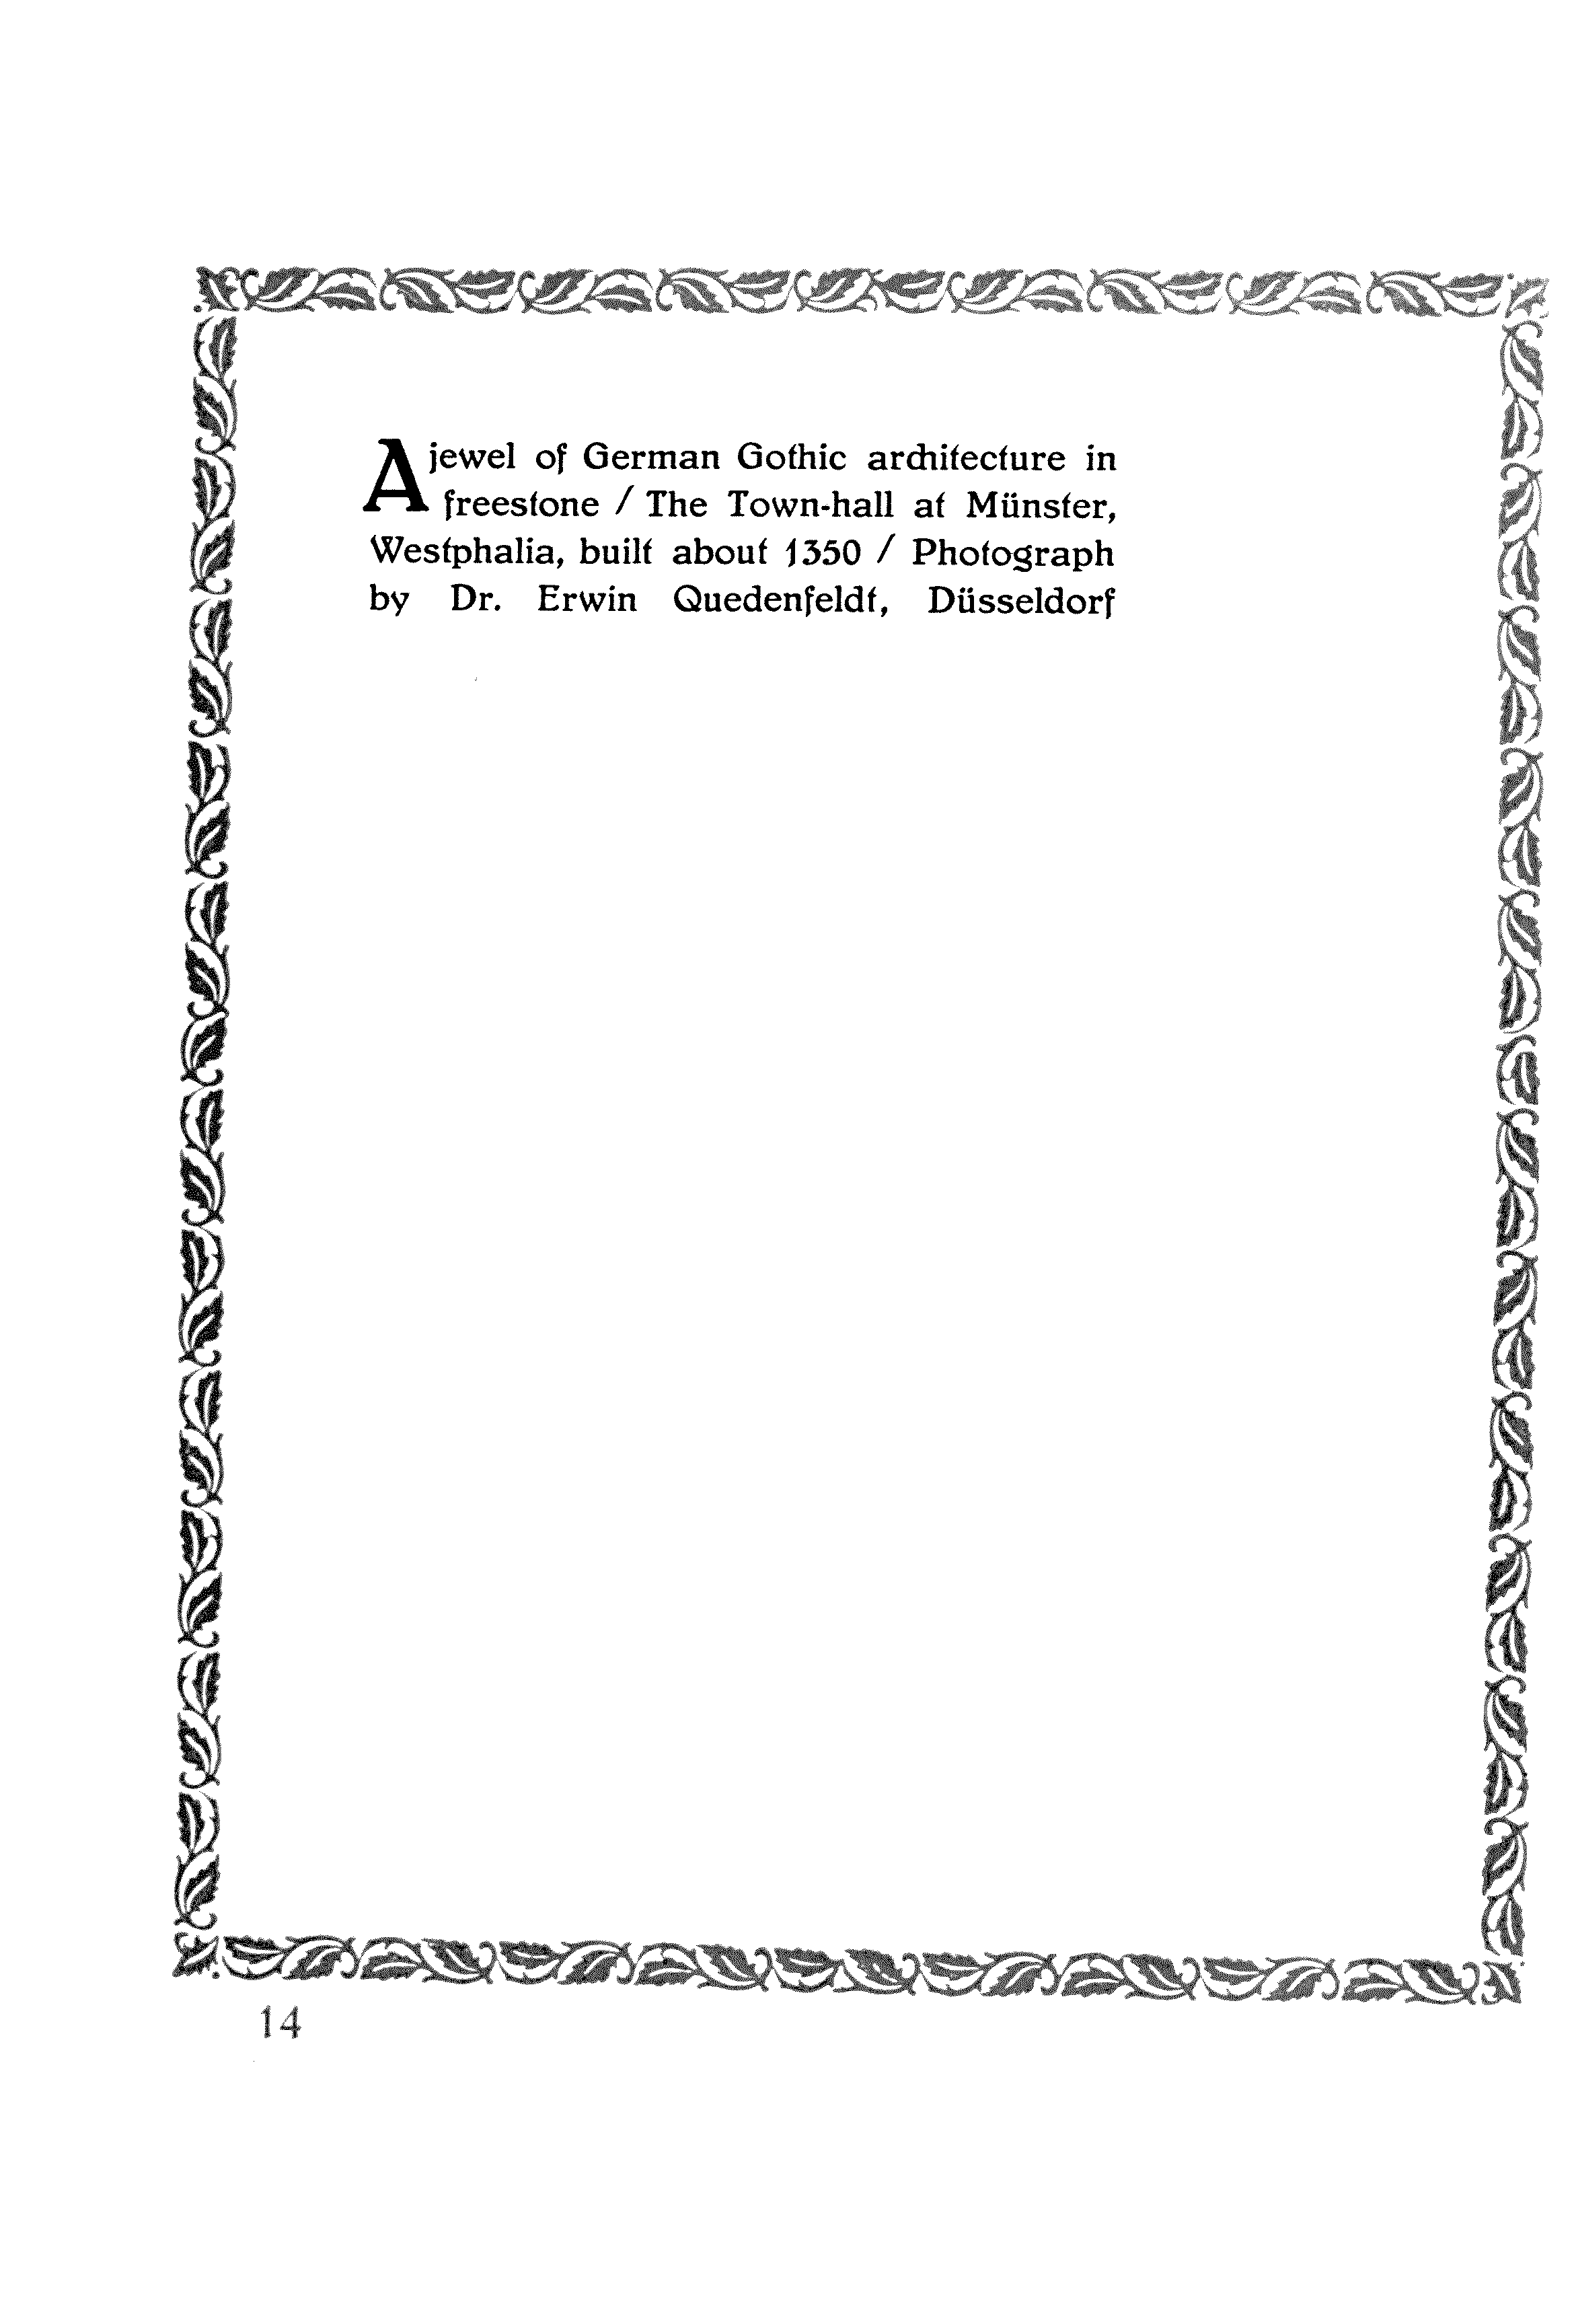 A jewel of German Gothic architecture in
freestone / The Town-hall at Münster,
Westphalia, built about 1350 / Photograph
by Dr. Erwin Quedenfeldt, Düsseldorf
14